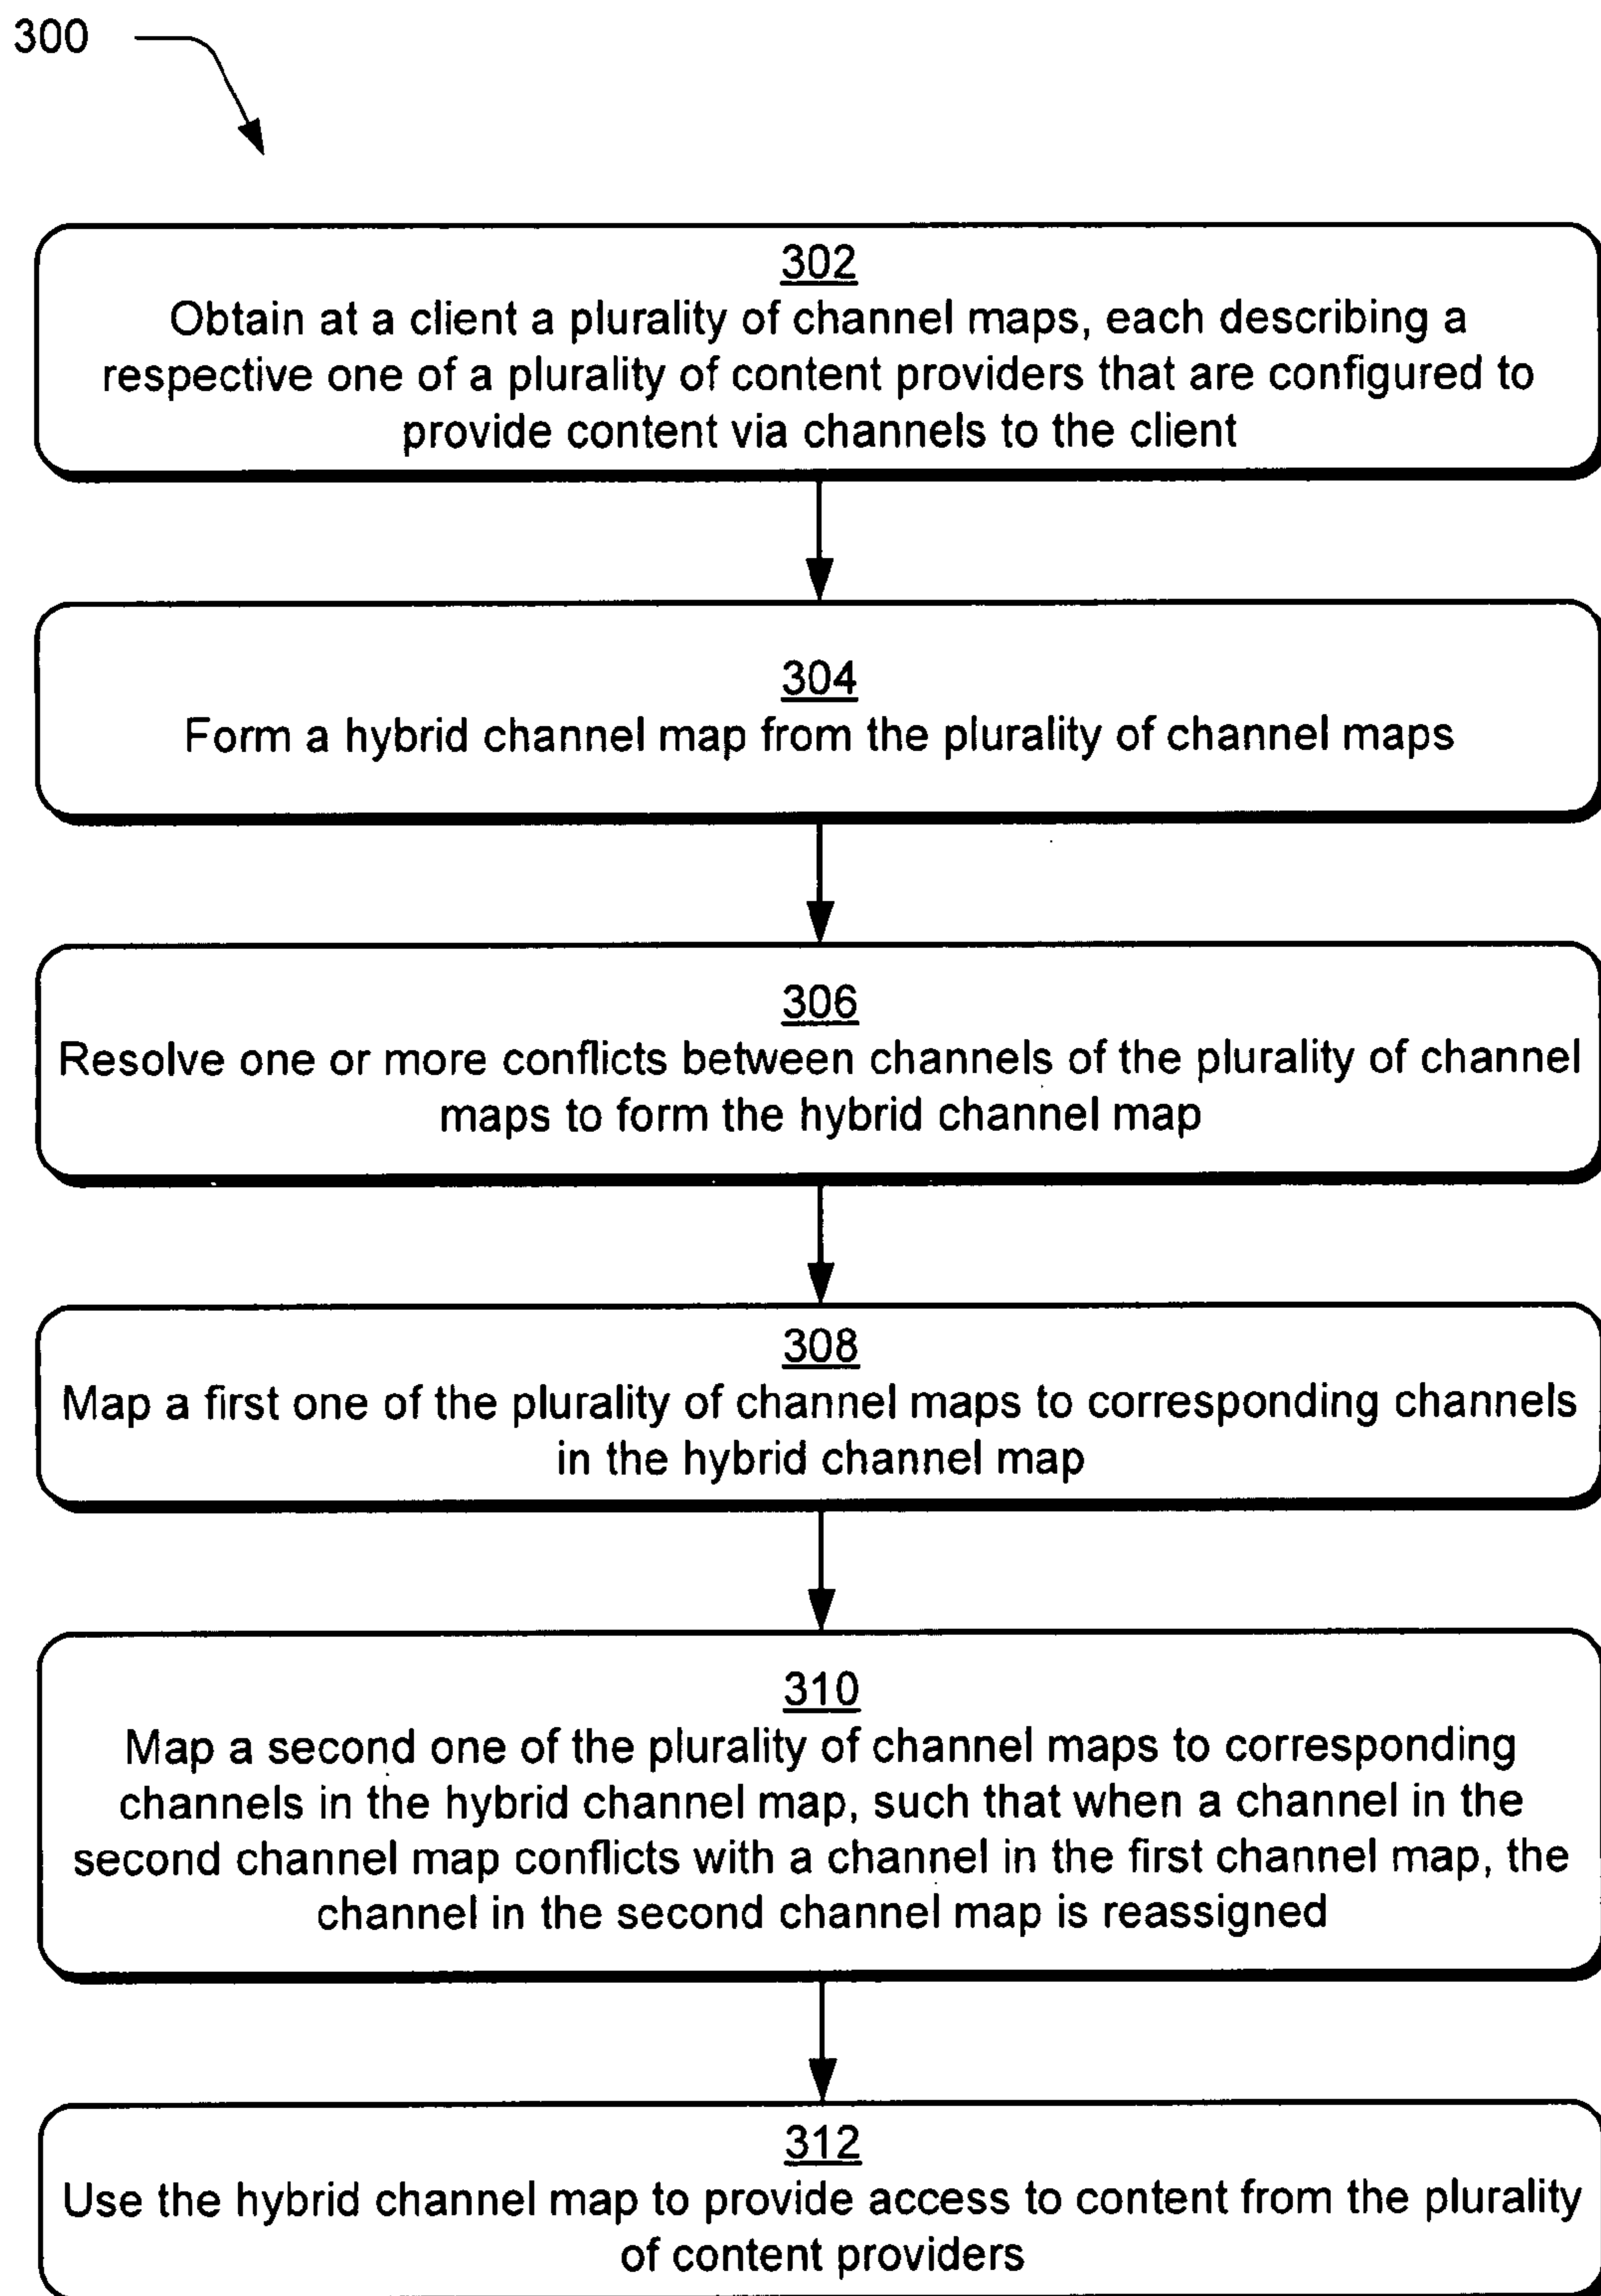 300
302
Obtain at a client a plurality of channel maps, each describing a
respective one of a plurality of content providers that are configured to
provide content via channels to the client
304
Form a hybrid channel map from the plurality of channel maps
306
Resolve one or more conflicts between channels of the plurality of channel
maps to form the hybrid channel map
308
Map a first one of the plurality of channel maps to corresponding channels
in the hybrid channel map
310
Map a second one of the plurality of channel maps to corresponding
channels in the hybrid channel map, such that when a channel in the
second channel map conflicts with a channel in the first channel map, the
channel in the second channel map is reassigned
312
Use the hybrid channel map to provide access to content from the plurality
of content providers